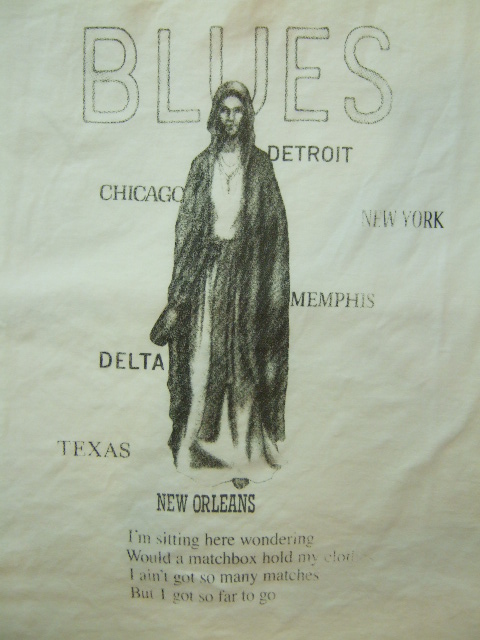 BLUES
DETROIT
CHICAGO
NEW YORK
MEMPHIS
DELTA
TEXAS
NEW ORLEANS
I'm sitting here wondering
Would a matchbox hold my
I ain't got so many matches
But I got so far to go